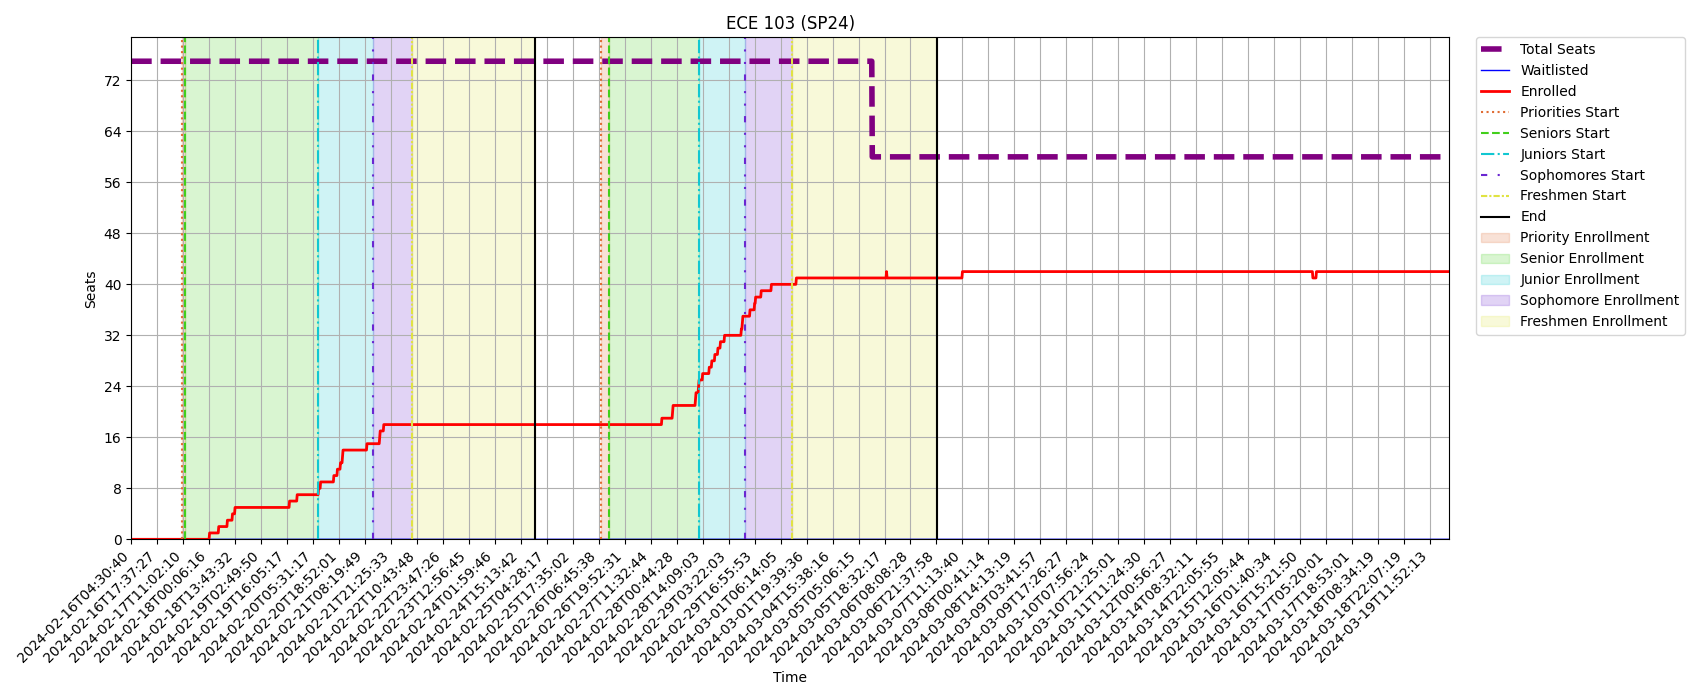 ECE 103 (SP24)
Seats
72
64
56
48
40
32
24
16
8
0
2024-02-16T04:30:40
2024-02-16T17:37:27
2024-02-17T11:02:10
2024-02-18T00:06:16
2024-02-18T13:43:32
2024-02-19T02:49:50
2024-02-19T16:05:17
2024-02-20T05:31:17
2024-02-20T18:52:01
2024-02-21T08:19:49
2024-02-21T21:25:33
2024-02-22T10:43:48
2024-02-22T23:47:26
2024-02-23T12:56:45
2024-02-24T01:59:46
2024-02-24T15:13:42
2024-02-25T04:28:17
2024-02-25T17:35:02
2024-02-26T06:45:38
2024-02-26T19:52:31
2024-02-27T11:32:44
2024-02-28T00:44:28
2024-02-28T14:09:03
2024-02-29T03:22:03
2024-02-29T16:55:53
2024-03-01T06:14:05
2024-03-01T19:39:36
2024-03-04T15:38:16
2024-03-05T05:06:15
2024-03-05T18:32:17
2024-03-06T08:08:28
2024-03-06T21:37:58
2024-03-07T11:13:40
2024-03-08T00:41:14
2024-03-08T14:13:19
2024-03-09T03:41:57
2024-03-09T17:26:27
2024-03-10T07:56:24
2024-03-10T21:25:01
2024-03-11T11:24:30
2024-03-12T00:56:27
2024-03-14T08:32:11
2024-03-14T22:05:55
2024-03-15T12:05:44
2024-03-16T01:40:34
2024-03-16T15:21:50
2024-03-17T05:20:01
2024-03-17T18:53:01
2024-03-18T08:34:19
2024-03-18T22:07:19
2024-03-19T11:52:13
Time
Total Seats
Waitlisted
Enrolled
Priorities Start
Seniors Start
Juniors Start
Sophomores Start
Freshmen Start
End
Priority Enrollment
Senior Enrollment
Junior Enrollment
Sophomore Enrollment
Freshmen Enrollment